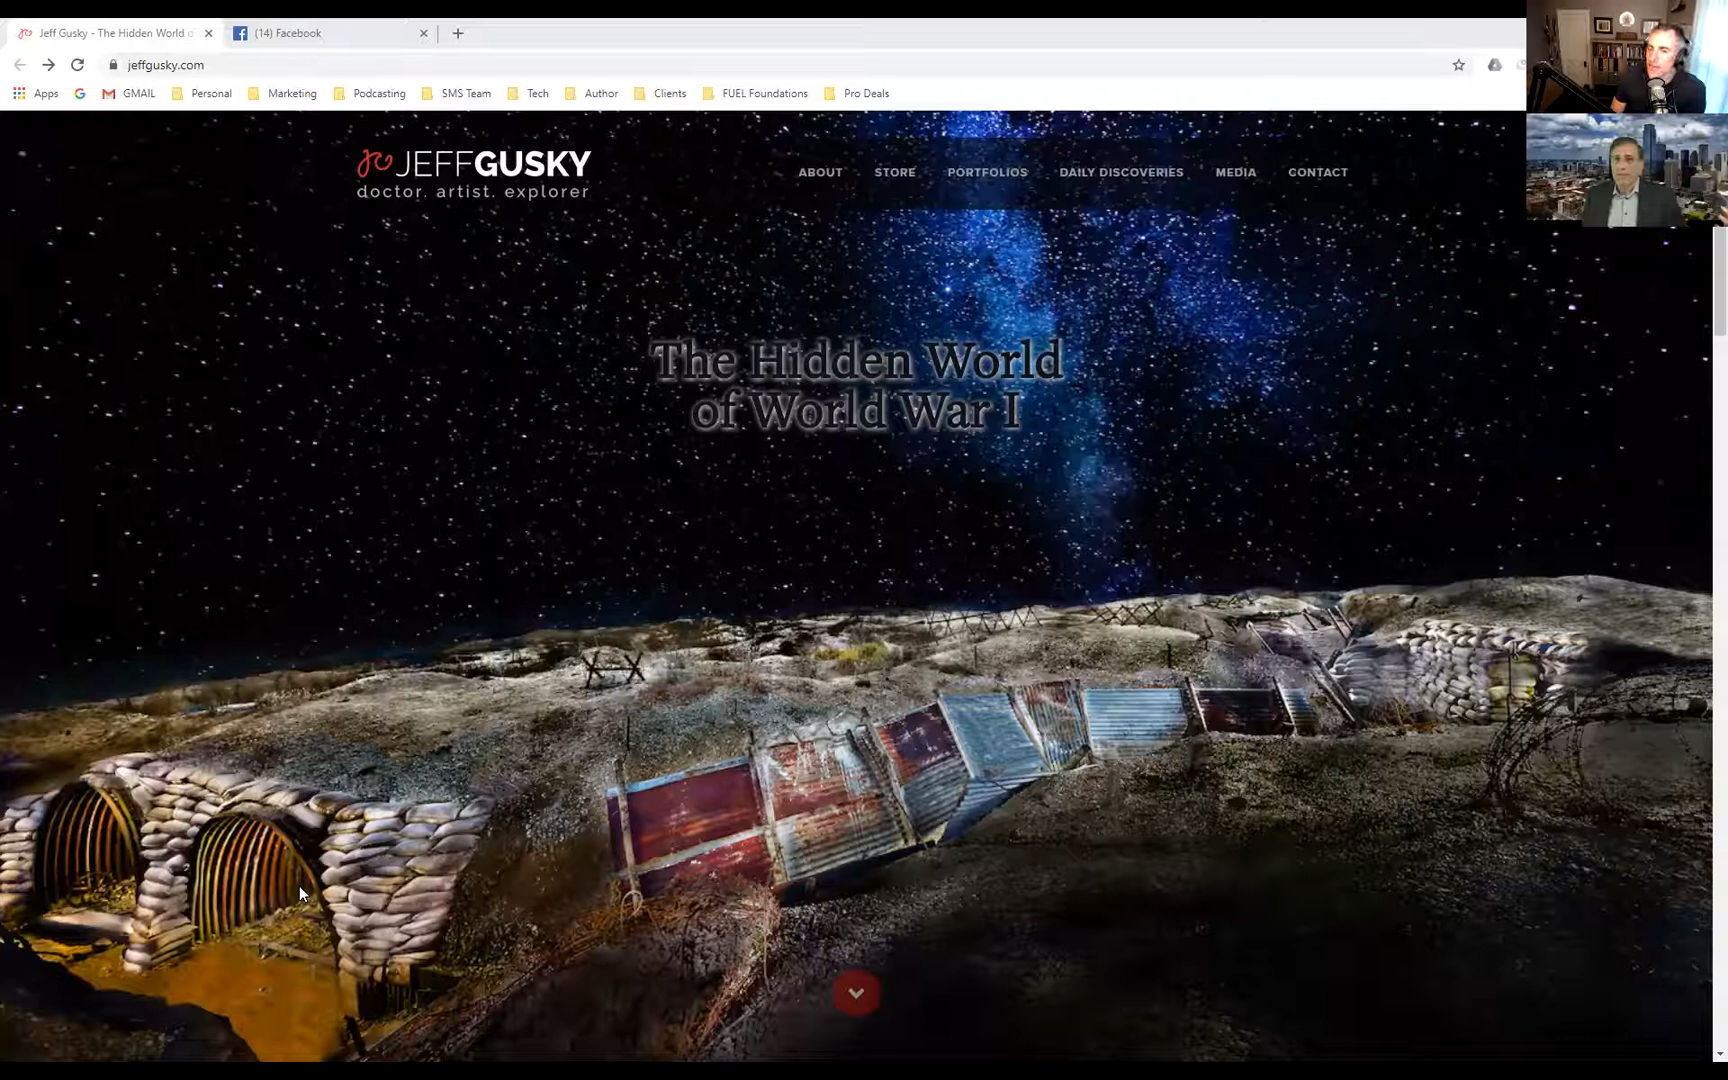 Jeff Gusky - The Hidden World o
(14) Facebook
jeffgusky.com
Apps
GMAIL
Personal
Marketing
Podcasting
SMS Team
Tech
Author
Clients
FUEL Foundations
Pro Deals
JEFFGUSKY
doctor. artist. explorer
ABOUT
STORE
PORTFOLIOS
DAILY DISCOVERIES
MEDIA
CONTACT
The Hidden World
of World War I